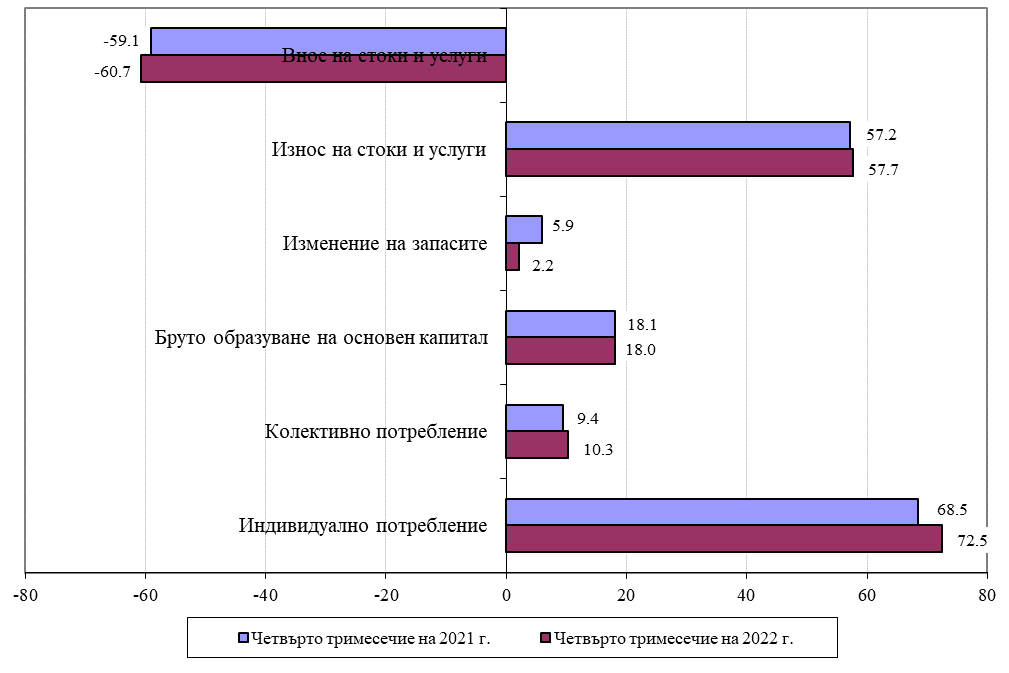 -59.1
Внос на стоки и услуги
-60.7
57.2
Износ на стоки и услуги
57.7
5.9
Изменение на запасите
2.2
18.1
Бруто образуване на основен капитал
18.0
9.4
Колективно потребление
10.3
68.5
Индивидуално потребление
72.5
-80 -60 -40 -20 0 20 40 60 80
Четвърто тримесечие на 2021 г. Четвърто тримесечие на 2022 г.